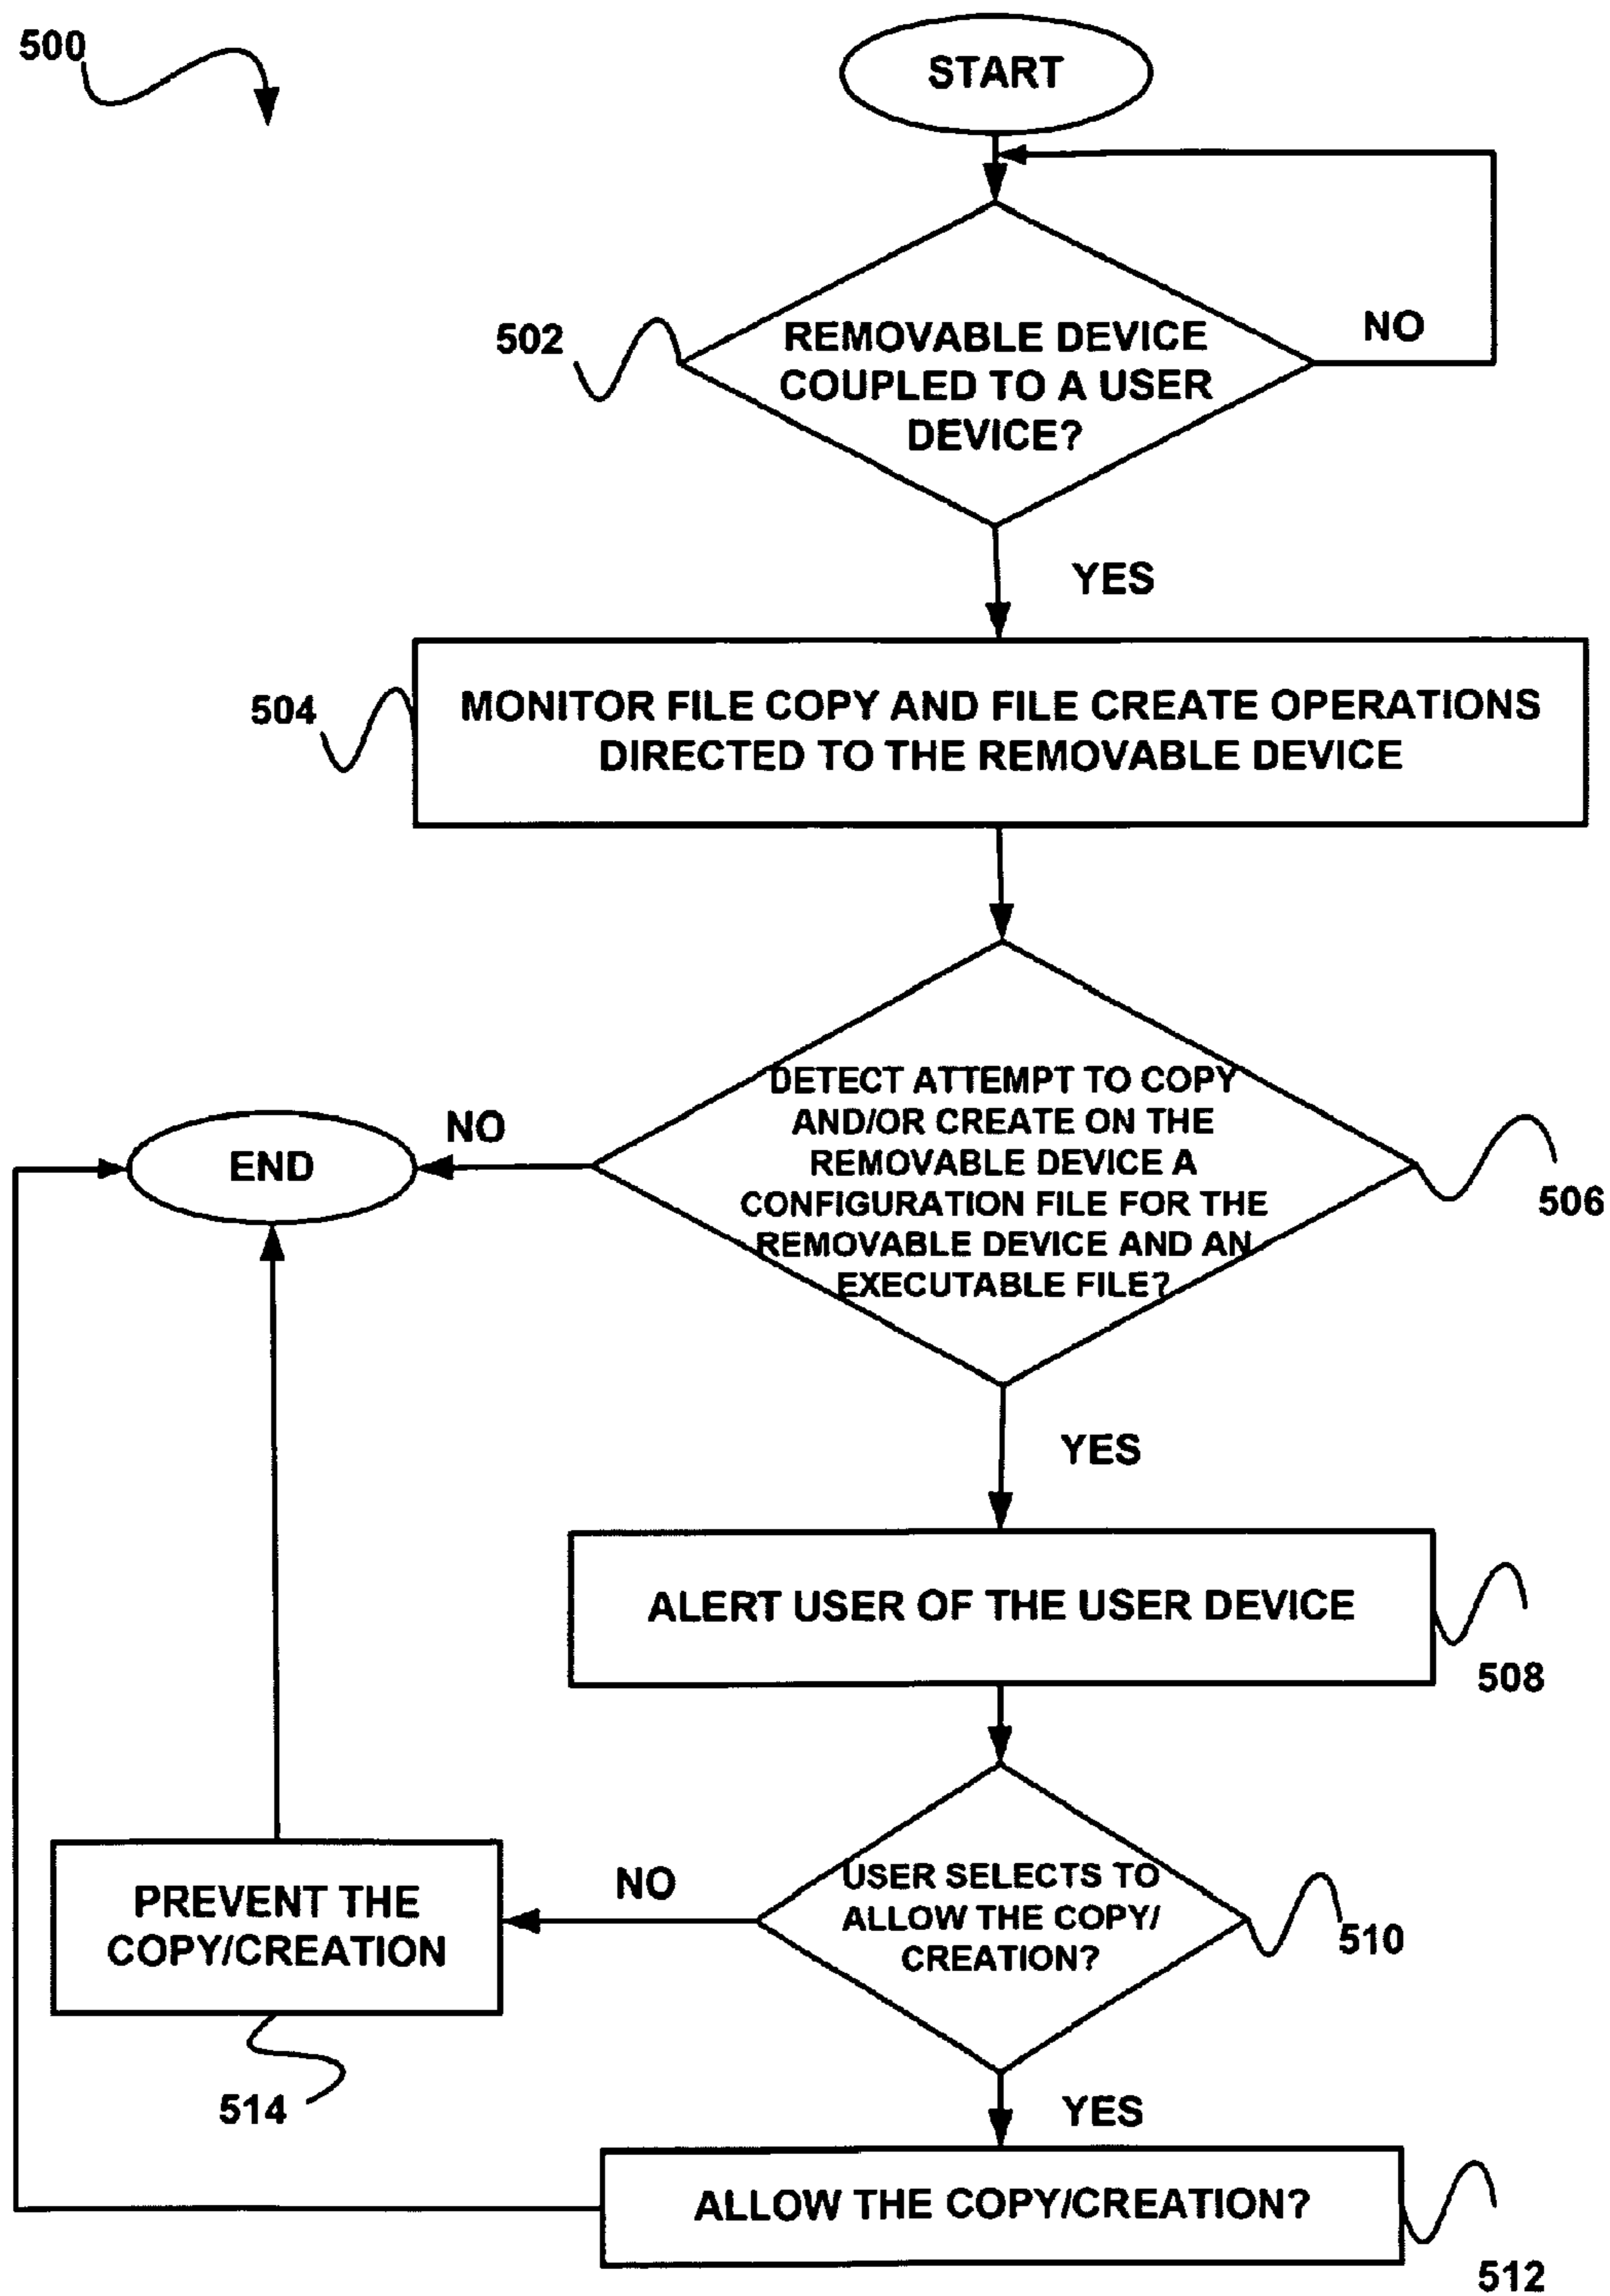 500
START
502
REMOVABLE DEVICE
COUPLED TO A USER
DEVICE?
NO
YES
504
MONITOR FILE COPY AND FILE CREATE OPERATIONS
DIRECTED TO THE REMOVABLE DEVICE
DETECT ATTEMPT TO COPY
AND/OR CREATE ON THE
REMOVABLE DEVICE A
CONFIGURATION FILE FOR THE
REMOVABLE DEVICE AND AN
EXECUTABLE FILE?
506
NO
END
YES
ALERT USER OF THE USER DEVICE
508
USER SELECTS TO
ALLOW THE COPY/
CREATION?
510
NO
PREVENT THE
COPY/CREATION
514
YES
ALLOW THE COPY/CREATION?
512